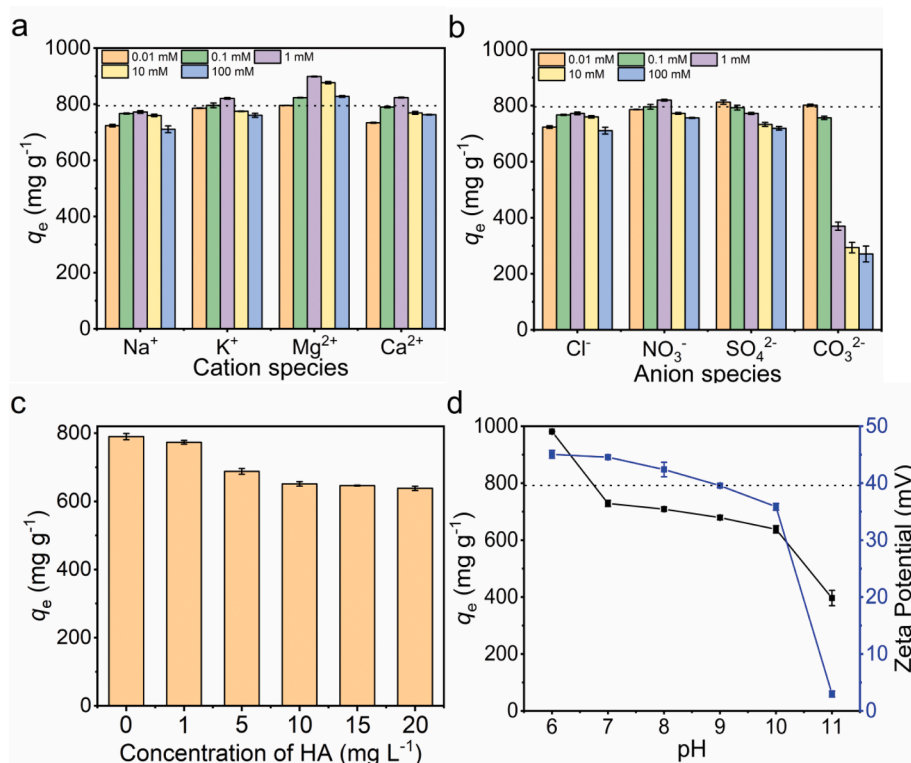 a
1000
800
600
400
200
0
qe (mg g-1)
0.01 mM 0.1 mM 1 mM
10 mM 100 mM
Na+ K+ Mg2+ Ca2+
Cation species
b
1000
800
600
400
200
0
qe (mg g-1)
0.01 mM 0.1 mM 1 mM
10 mM 100 mM
Cl- NO3- SO42- CO32-
Anion species
c
800
600
400
200
0
qe (mg g-1)
0 1 5 10 15 20
Concentration of HA (mg L-1)
d
1000
800
600
400
200
0
qe (mg g-1)
50
40
30
20
10
0
Zeta Potential (mV)
6 7 8 9 10 11
pH